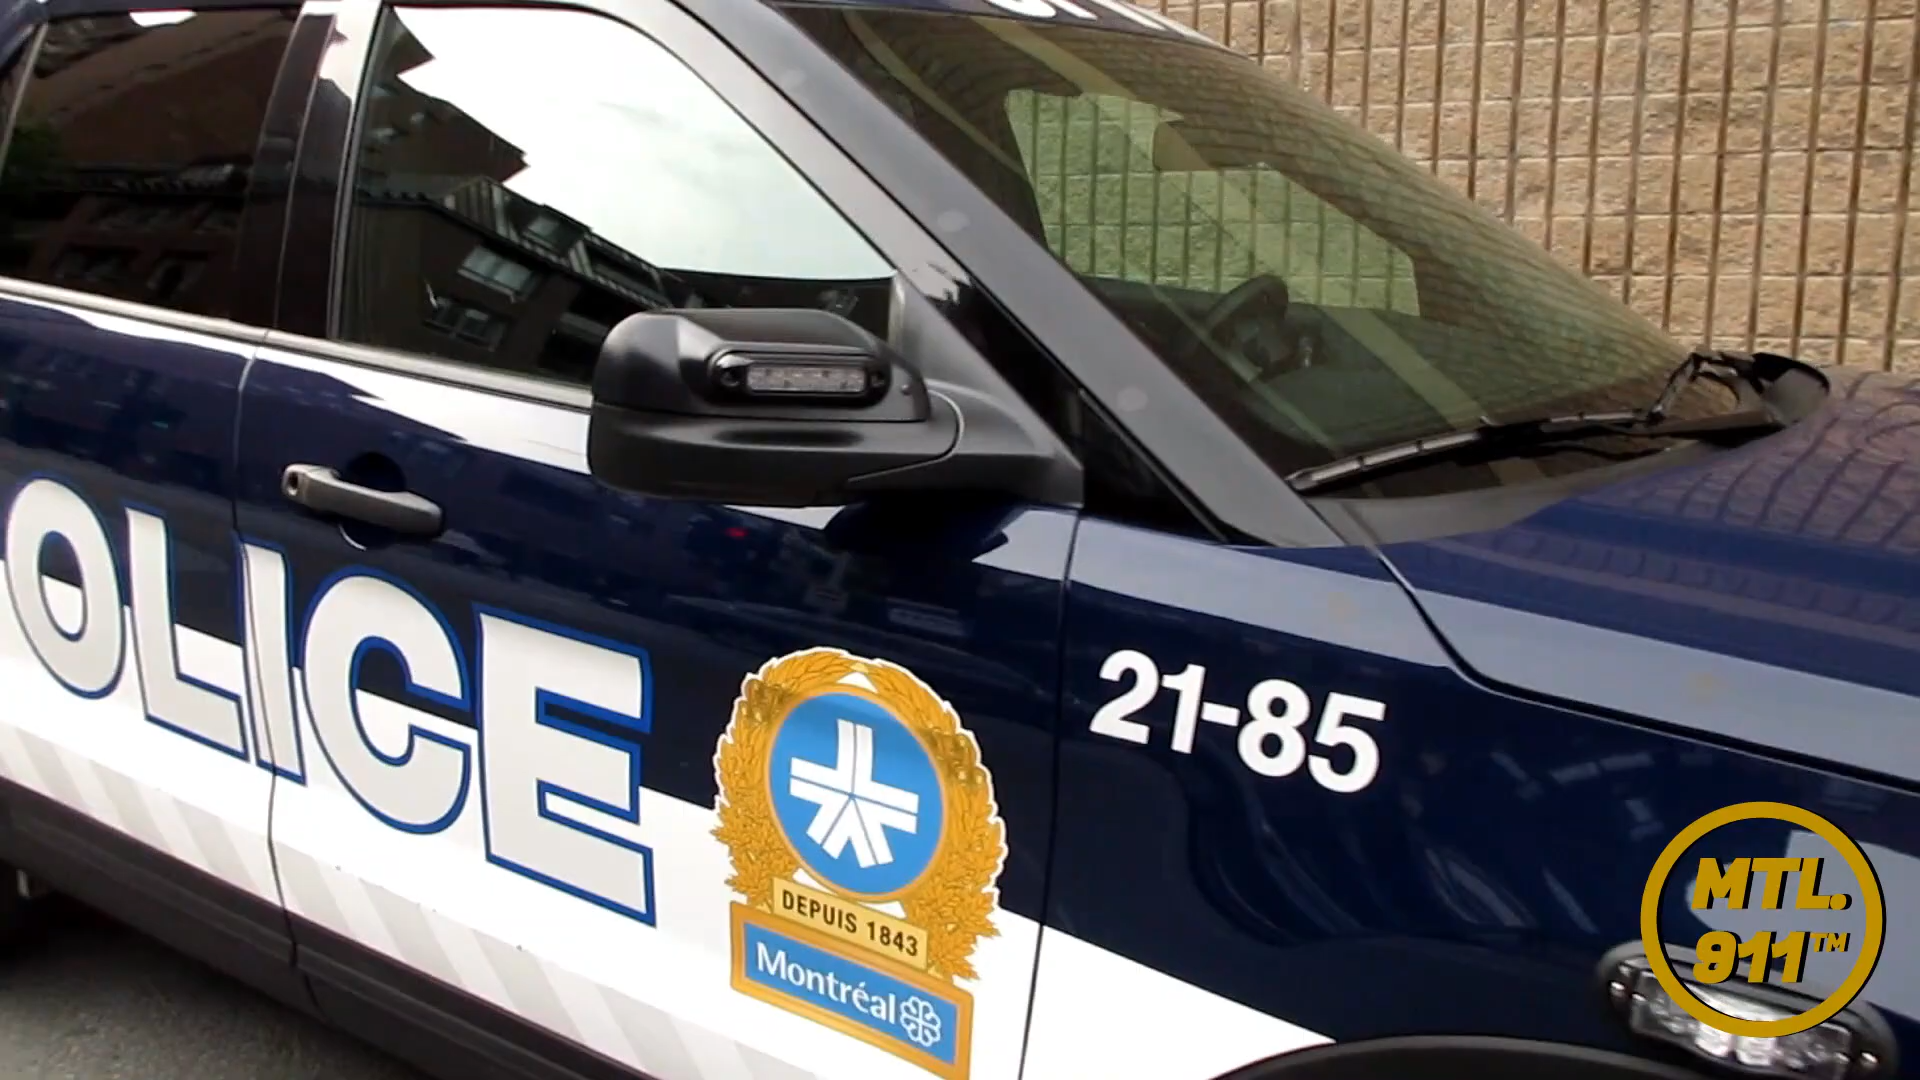 OLICE
21-85
DEPUIS 1843
Montréal
MTL.
911™